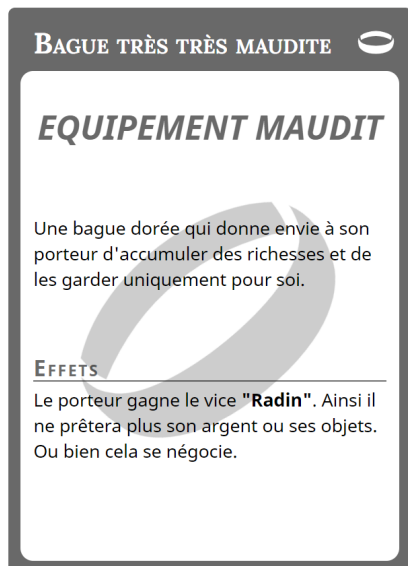 BAGUE TRÈS TRÈS MAUDITE
EQUIPEMENT MAUDIT
Une bague dorée qui donne envie à son
porteur d'accumuler des richesses et de
les garder uniquement pour soi.
EFFETS
Le porteur gagne le vice "Radin". Ainsi il
ne prêtera plus son argent ou ses objets.
Ou bien cela se négocie.